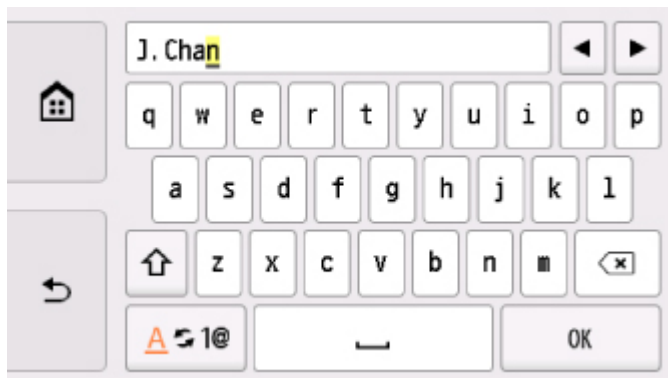 J. Chan
q w e r t y u i o p
a s d f g h j k l
z x c v b n m
A 1@ OK